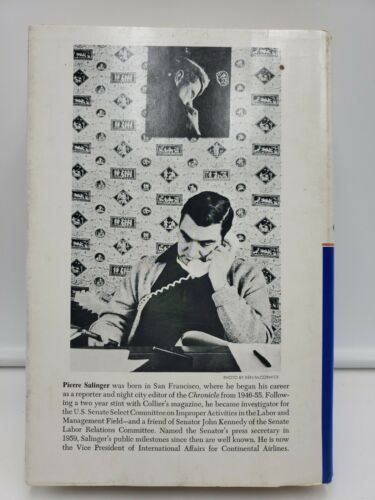 PHOTO BY KEN McCORMICK
Pierre Salinger was born in San Francisco, where he began his career
as a reporter and night city editor of the Chronicle from 1946-55. Follow-
ing a two year stint with Collier's magazine, he became investigator for
the U.S. Senate Select Committee on Improper Activities in the Labor and
Management Field—and a friend of Senator John Kennedy of the Senate
Labor Relations Committee. Named the Senator's press secretary in
1959, Salinger's public milestones since then are well known. He is now
the Vice President of International Affairs for Continental Airlines.